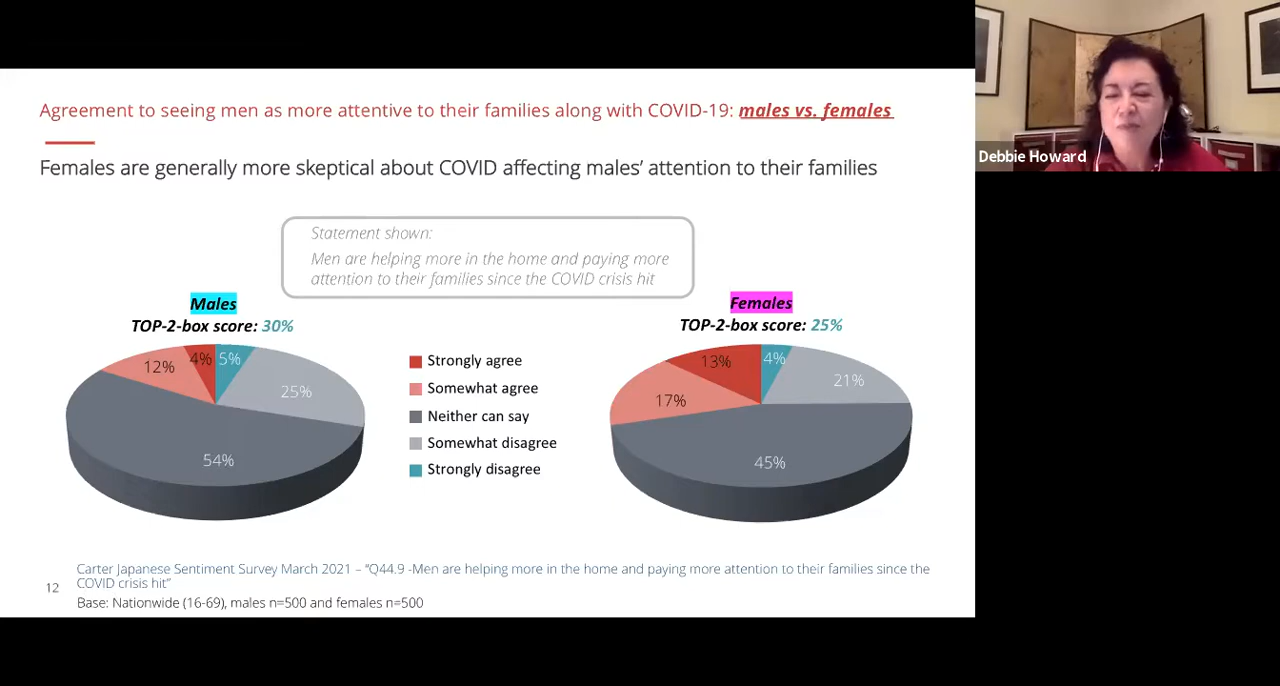 Agreement to seeing men as more attentive to their families along with COVID-19: males vs. females
Debbie Howard
Females are generally more skeptical about COVID affecting males’ attention to their families
Statement shown:
Men are helping more in the home and paying more
attention to their families since the COVID crisis hit
Males
TOP-2-box score: 30%
4%
5%
12%
25%
54%
Strongly agree
Somewhat agree
Neither can say
Somewhat disagree
Strongly disagree
Females
TOP-2-box score: 25%
13%
4%
21%
17%
45%
Carter Japanese Sentiment Survey March 2021 – “Q44.9 -Men are helping more in the home and paying more attention to their families since the
COVID crisis hit”
12
Base: Nationwide (16-69), males n=500 and females n=500